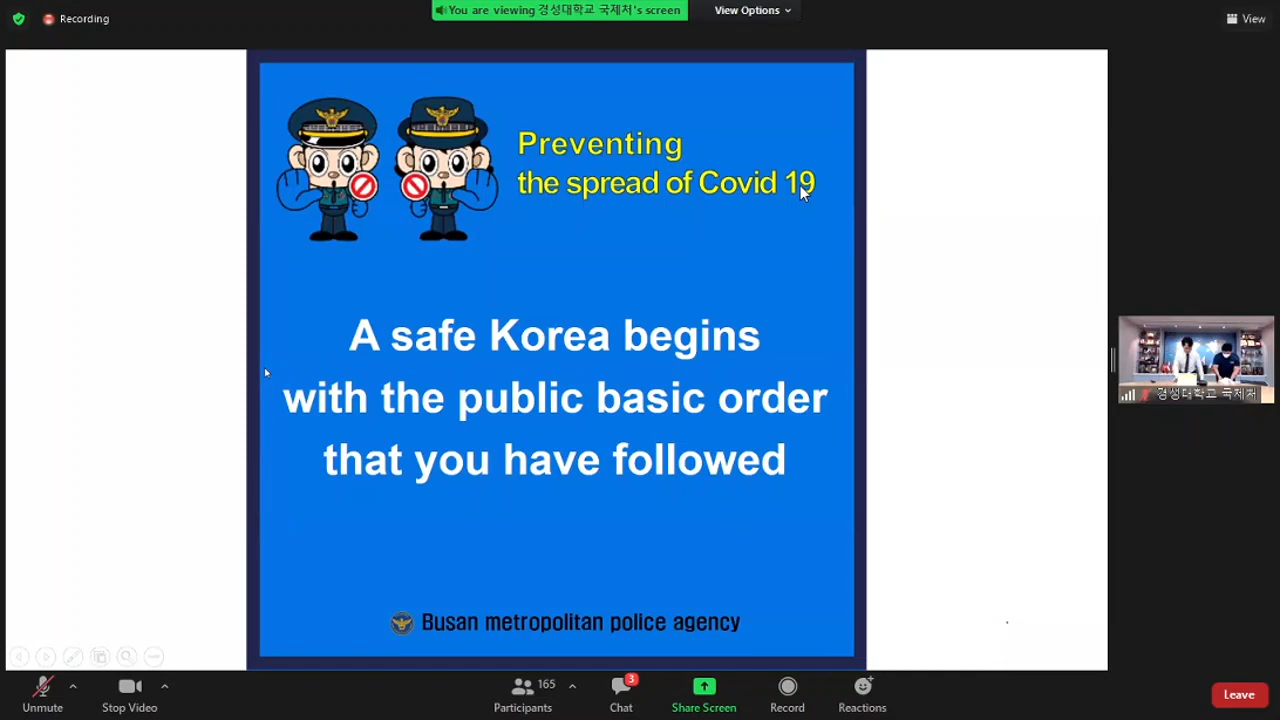 Recording
You are viewing 경성대학교 국제처's screen
View Options
View
Preventing
the spread of Covid 19
A safe Korea begins
with the public basic order
that you have followed
Busan metropolitan police agency
경성대학교 국제처
Unmute
Stop Video
165
Participants
3
Chat
Share Screen
Record
Reactions
Leave